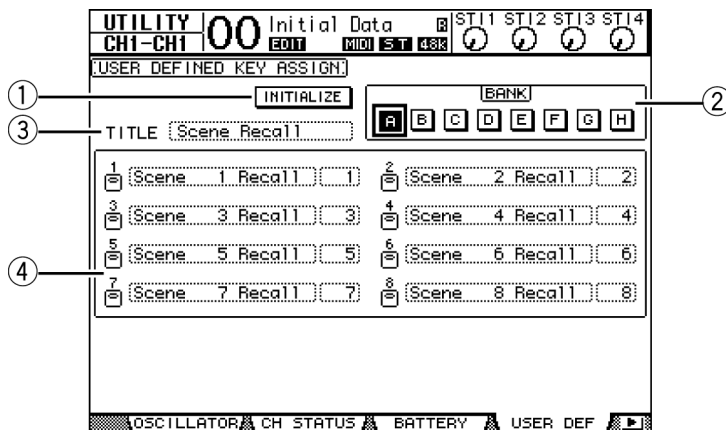 UTILITY
CH1-CH1
00 Initial Data R
EDIT MIDI ST 48K
STI1 STI2 STI3 STI4
USER DEFINED KEY ASSIGN
1
INITIALIZE
BANK
A B C D E F G H
2
3
TITLE Scene Recall
1 Scene 1 Recall 1
2 Scene 2 Recall 2
3 Scene 3 Recall 3
4 Scene 4 Recall 4
5 Scene 5 Recall 5
6 Scene 6 Recall 6
4
7 Scene 7 Recall 7
8 Scene 8 Recall 8
OSCILLATOR CH STATUS BATTERY USER DEF